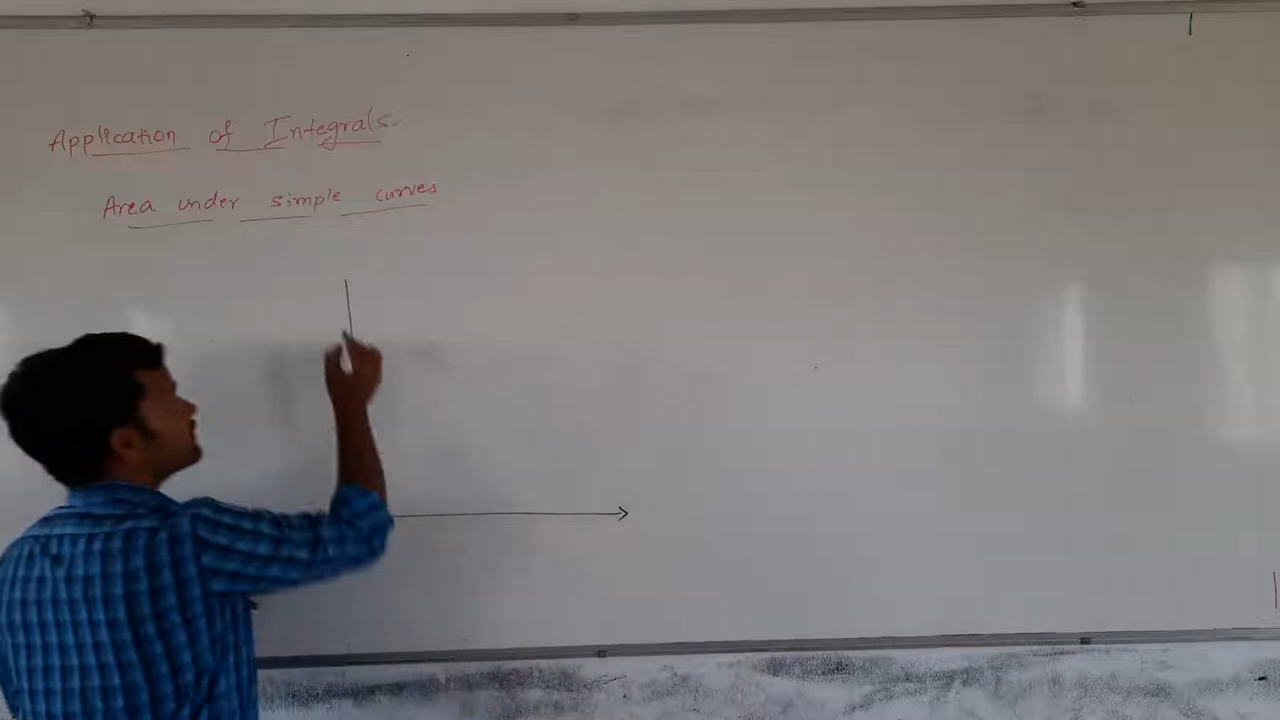 Application of Integrals.
Area under simple curves